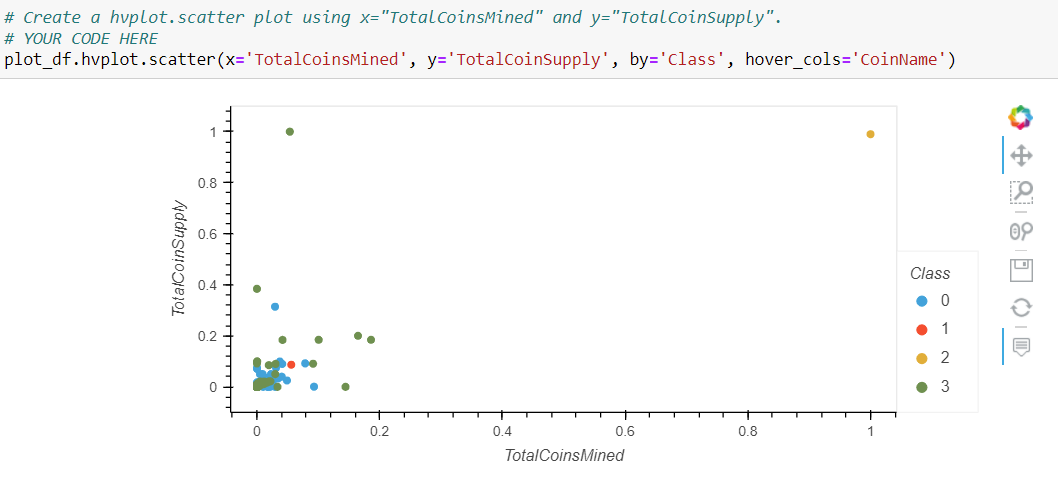 # Create a hvplot.scatter plot using x="TotalCoinsMined" and y="TotalCoinSupply".
# YOUR CODE HERE
plot_df.hvplot.scatter(x='TotalCoinsMined', y='TotalCoinSupply', by='Class', hover_cols='CoinName')
TotalCoinSupply
1
0.8
0.6
0.4
0.2
0
0 0.2 0.4 0.6 0.8 1
TotalCoinsMined
Class
0
1
2
3